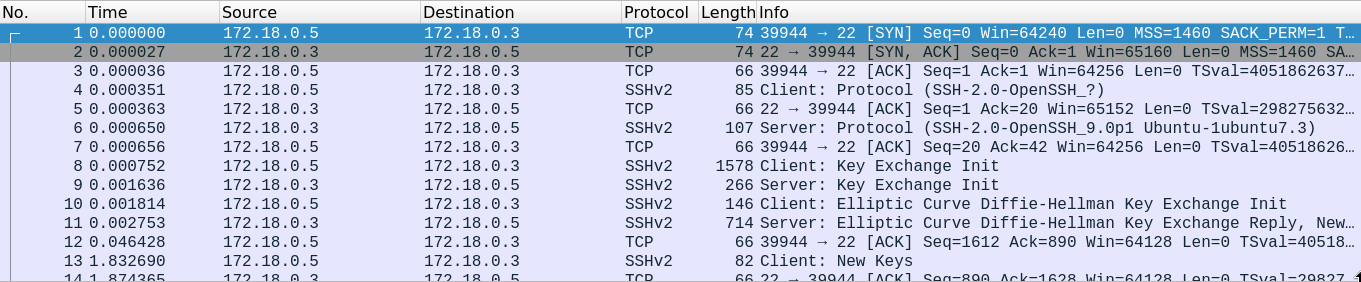 No. Time Source Destination Protocol Length Info
1 0.000000 172.18.0.5 172.18.0.3 TCP 74 39944 → 22 [SYN] Seq=0 Win=64240 Len=0 MSS=1460 SACK_PERM=1 T…
2 0.000027 172.18.0.3 172.18.0.5 TCP 74 22 → 39944 [SYN, ACK] Seq=0 Ack=1 Win=65160 Len=0 MSS=1460 SA…
3 0.000036 172.18.0.5 172.18.0.3 TCP 66 39944 → 22 [ACK] Seq=1 Ack=1 Win=64256 Len=0 TSval=4051862637…
4 0.000351 172.18.0.5 172.18.0.3 SSHv2 85 Client: Protocol (SSH-2.0-OpenSSH_?)
5 0.000363 172.18.0.3 172.18.0.5 TCP 66 22 → 39944 [ACK] Seq=1 Ack=20 Win=65152 Len=0 TSval=298275632…
6 0.000650 172.18.0.3 172.18.0.5 SSHv2 107 Server: Protocol (SSH-2.0-OpenSSH_9.0p1 Ubuntu-1ubuntu7.3)
7 0.000656 172.18.0.5 172.18.0.3 TCP 66 39944 → 22 [ACK] Seq=20 Ack=42 Win=64256 Len=0 TSval=40518626…
8 0.000752 172.18.0.5 172.18.0.3 SSHv2 1578 Client: Key Exchange Init
9 0.001636 172.18.0.3 172.18.0.5 SSHv2 266 Server: Key Exchange Init
10 0.001814 172.18.0.5 172.18.0.3 SSHv2 146 Client: Elliptic Curve Diffie-Hellman Key Exchange Init
11 0.002753 172.18.0.3 172.18.0.5 SSHv2 714 Server: Elliptic Curve Diffie-Hellman Key Exchange Reply, New…
12 0.046428 172.18.0.5 172.18.0.3 TCP 66 39944 → 22 [ACK] Seq=1612 Ack=890 Win=64128 Len=0 TSval=40518…
13 1.832690 172.18.0.5 172.18.0.3 SSHv2 82 Client: New Keys
14 1.874365 172.18.0.3 172.18.0.5 TCP 66 22 → 39944 [ACK] Seq=890 Ack=1628 Win=64128 Len=0 TSval=29827…